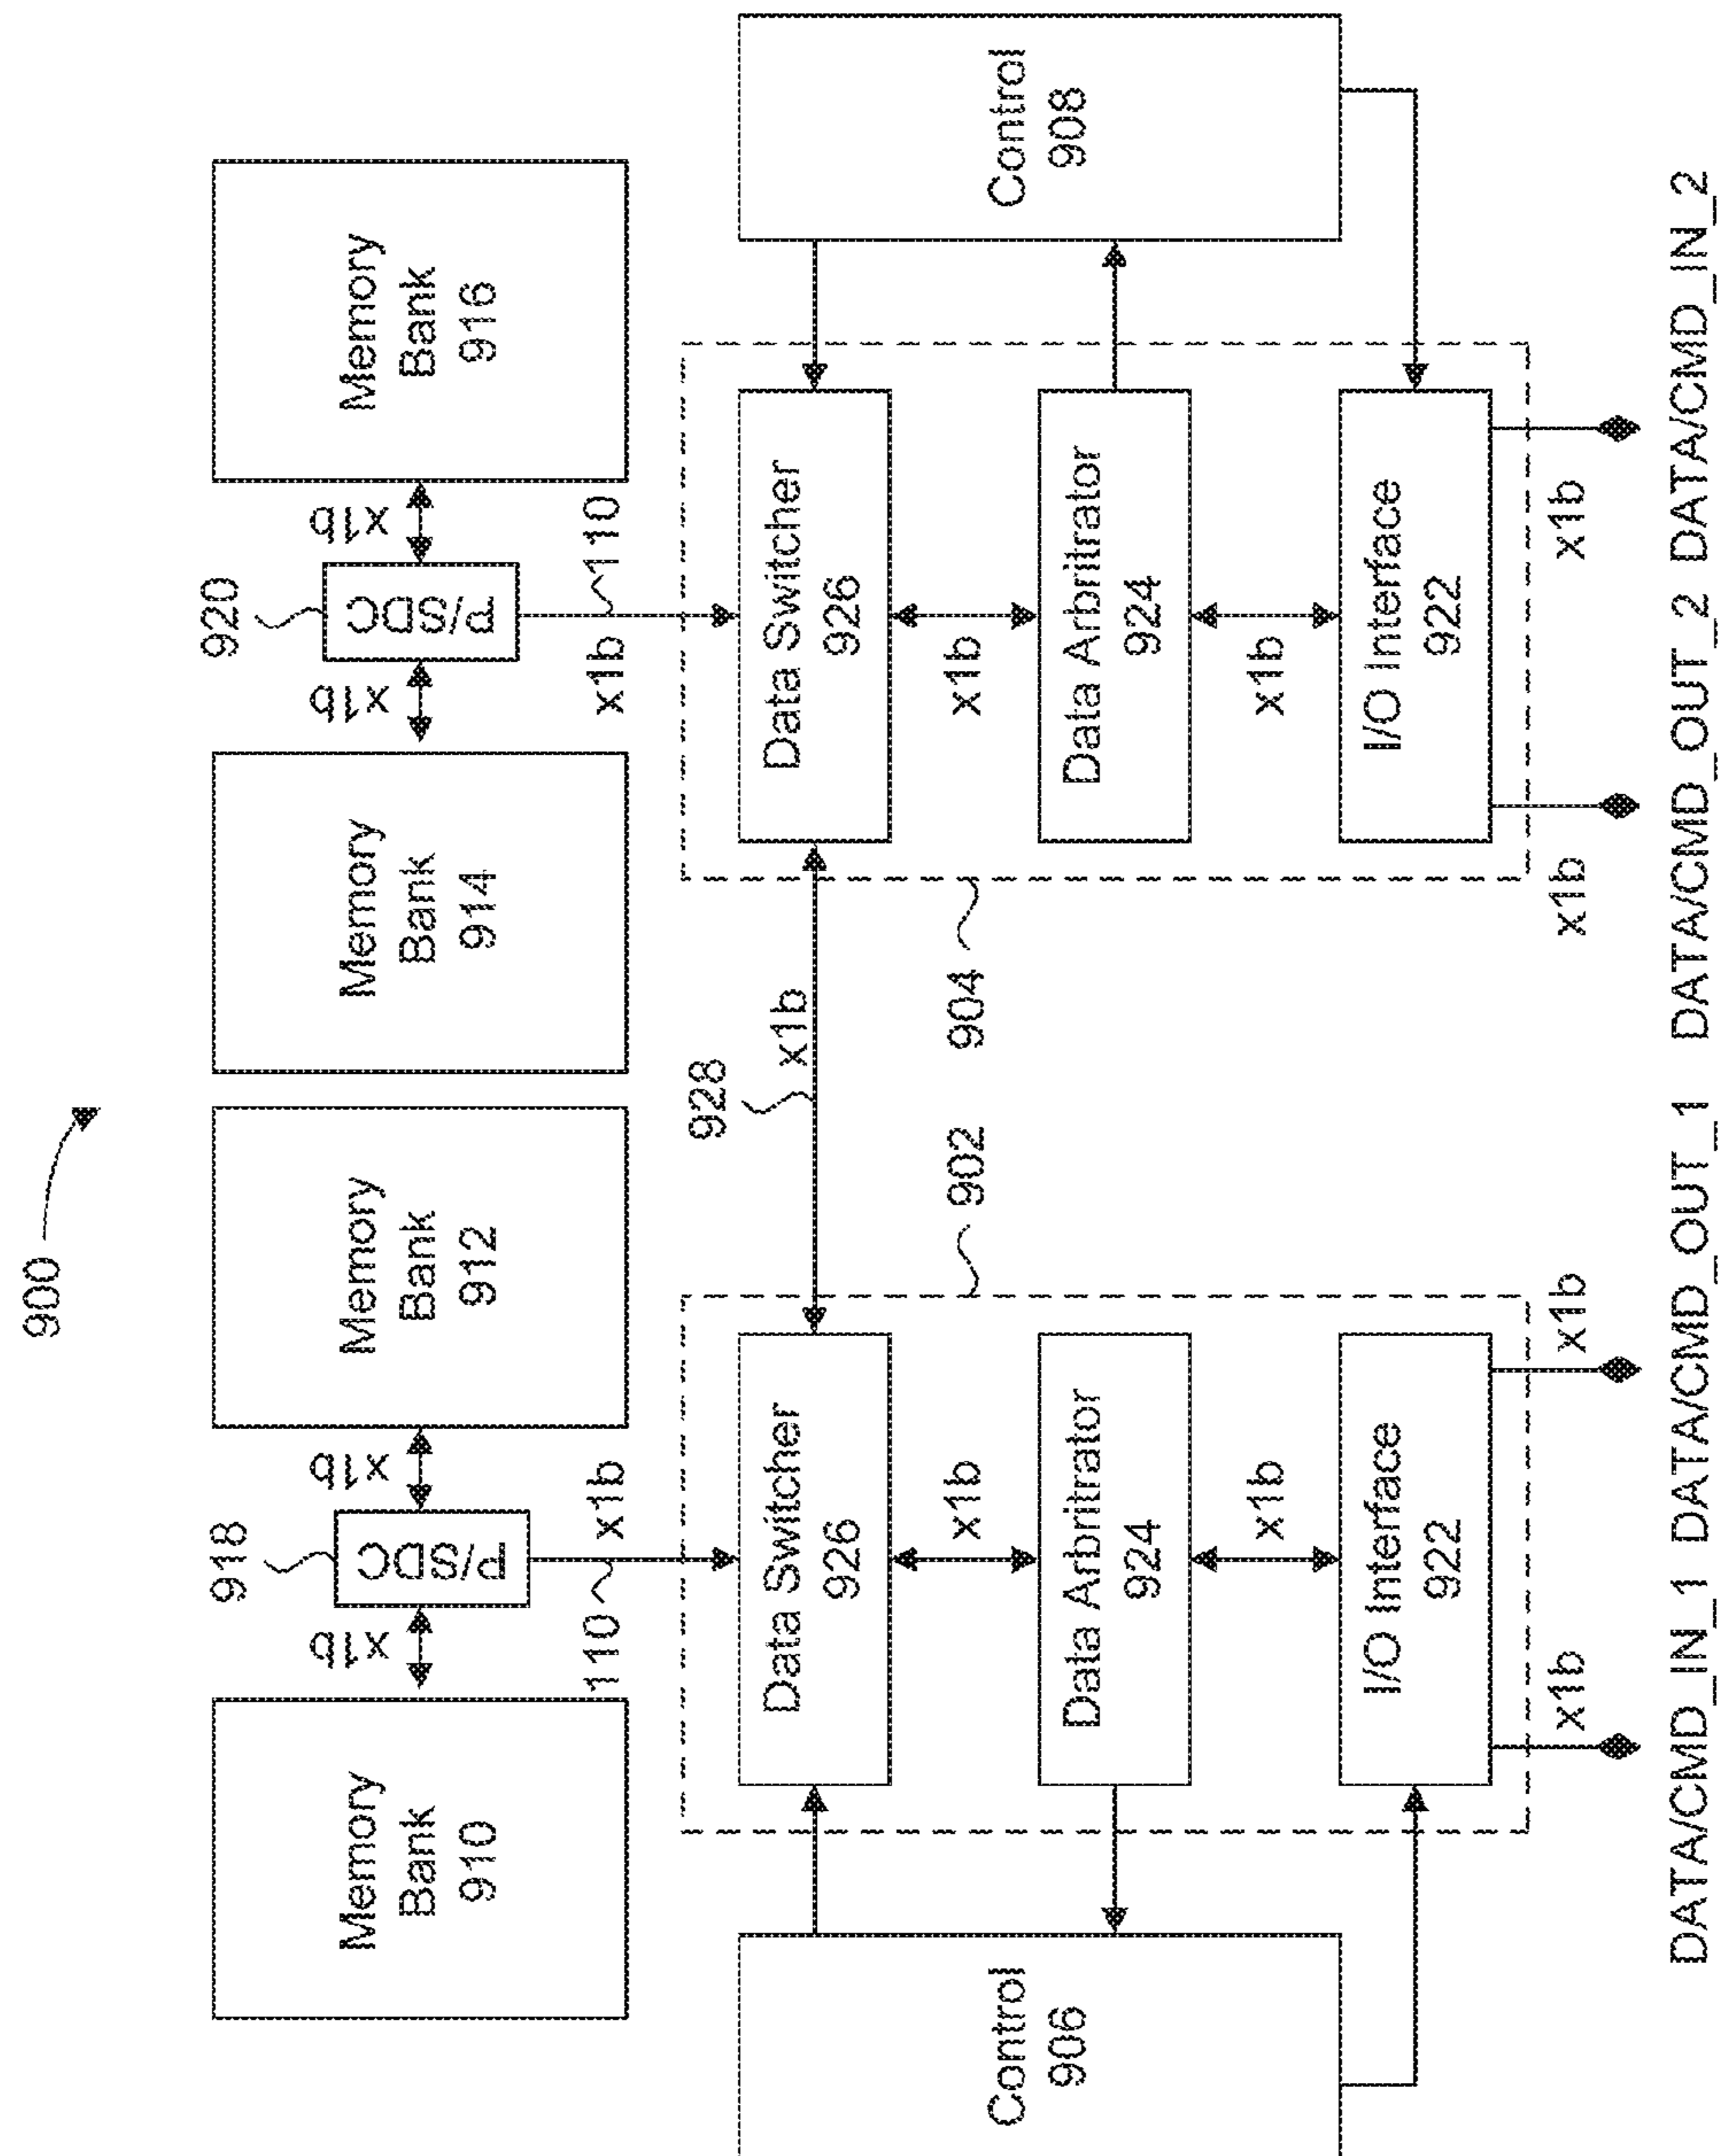 900
Memory
Bank
910
x1b
918
P/SDC
x1b
Memory
Bank
912
Memory
Bank
914
x1b
920
P/SDC
x1b
Memory
Bank
916
110
x1b
x1b
110
Control
906
Data Switcher
926
x1b
Data Arbritrator
924
x1b
I/O Interface
922
902
928
x1b
904
Data Switcher
926
x1b
Data Arbritrator
924
x1b
I/O Interface
922
Control
908
x1b
x1b
x1b
x1b
DATA/CMD_IN_1 DATA/CMD_OUT_1 DATA/CMD_OUT_2 DATA/CMD_IN_2